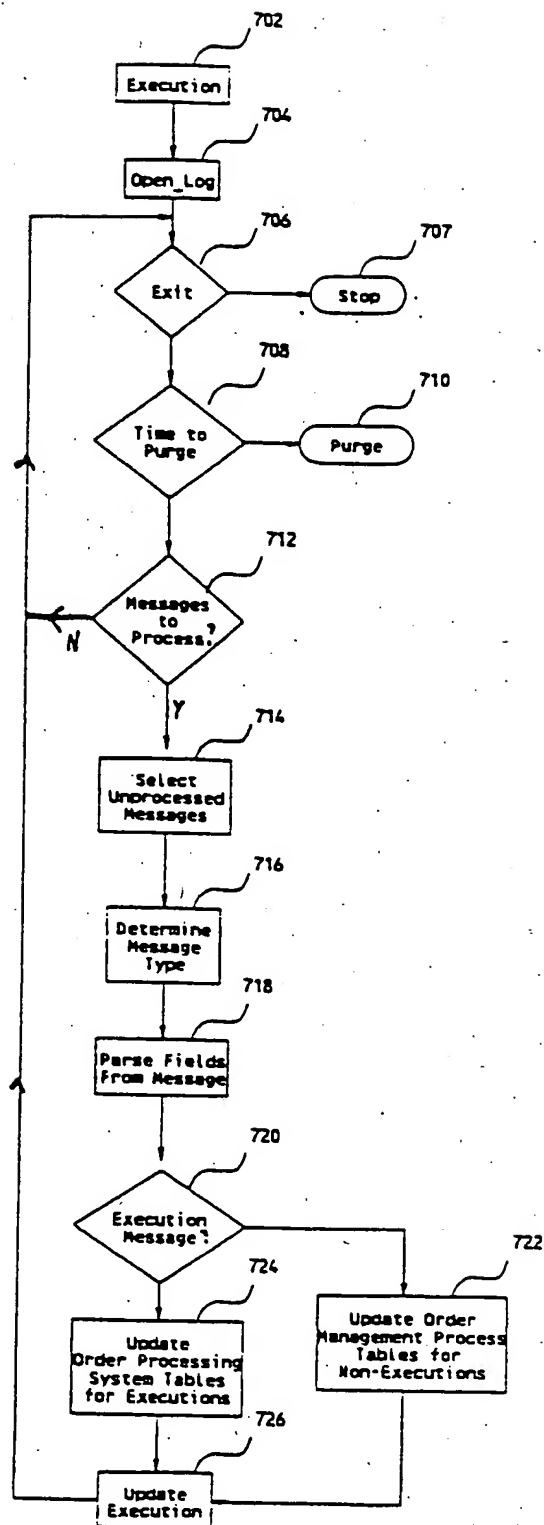 702
Execution
704
Open_Log
706
707
Exit
Stop
708
710
Time to
Purge
Purge
712
Messages
to
Process?
N
Y
714
Select
Unprocessed
Messages
716
Determine
Message
Type
718
Parse Fields
From Message
720
Execution
Message?
722
724
Update Order
Management Process
Tables for
Non-Executions
Update
Order Processing
System Tables
for Executions
726
Update
Execution